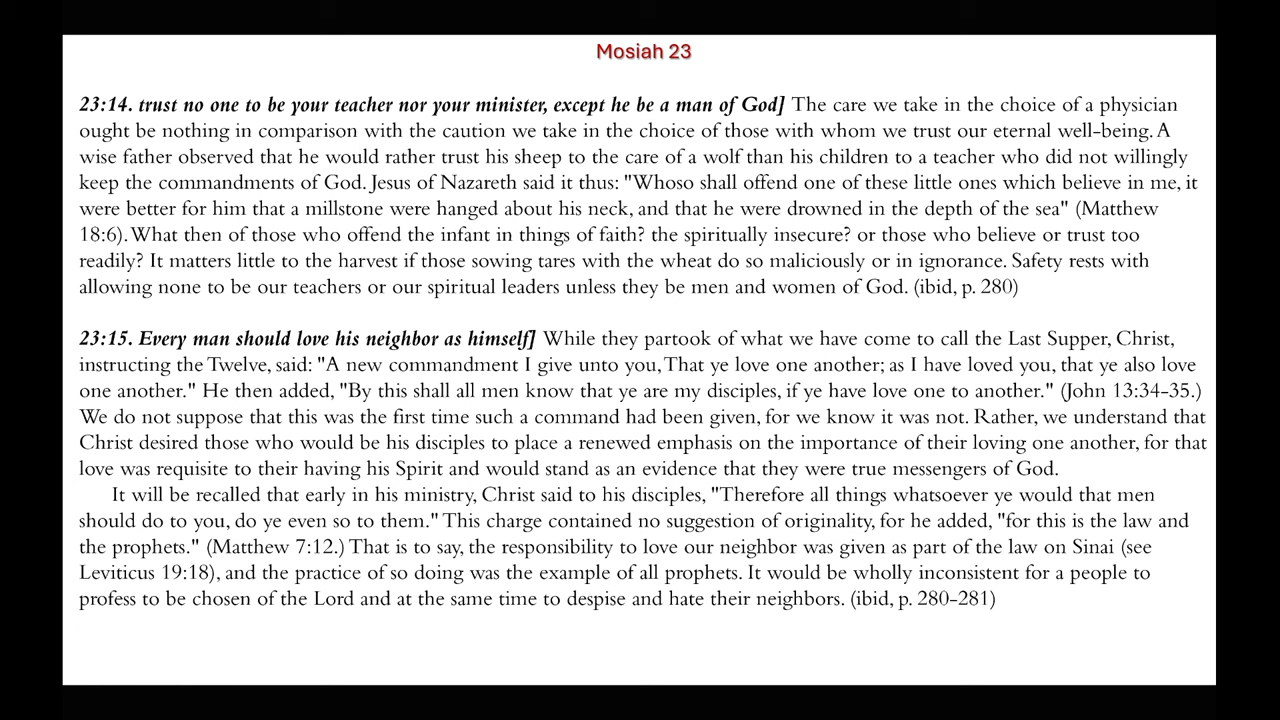 Mosiah 23
23:14. trust no one to be your teacher nor your minister, except he be a man of God] The care we take in the choice of a physician
ought be nothing in comparison with the caution we take in the choice of those with whom we trust our eternal well-being. A
wise father observed that he would rather trust his sheep to the care of a wolf than his children to a teacher who did not willingly
keep the commandments of God. Jesus of Nazareth said it thus: "Whoso shall offend one of these little ones which believe in me, it
were better for him that a millstone were hanged about his neck, and that he were drowned in the depth of the sea" (Matthew
18:6). What then of those who offend the infant in things of faith? the spiritually insecure? or those who believe or trust too
readily? It matters little to the harvest if those sowing tares with the wheat do so maliciously or in ignorance. Safety rests with
allowing none to be our teachers or our spiritual leaders unless they be men and women of God. (ibid, p. 280)
23:15. Every man should love his neighbor as himself] While they partook of what we have come to call the Last Supper, Christ,
instructing the Twelve, said: "A new commandment I give unto you, That ye love one another; as I have loved you, that ye also love
one another." He then added, "By this shall all men know that ye are my disciples, if ye have love one to another." (John 13:34-35.)
We do not suppose that this was the first time such a command had been given, for we know it was not. Rather, we understand that
Christ desired those who would be his disciples to place a renewed emphasis on the importance of their loving one another, for that
love was requisite to their having his Spirit and would stand as an evidence that they were true messengers of God.
It will be recalled that early in his ministry, Christ said to his disciples, "Therefore all things whatsoever ye would that men
should do to you, do ye even so to them." This charge contained no suggestion of originality, for he added, "for this is the law and
the prophets." (Matthew 7:12.) That is to say, the responsibility to love our neighbor was given as part of the law on Sinai (see
Leviticus 19:18), and the practice of so doing was the example of all prophets. It would be wholly inconsistent for a people to
profess to be chosen of the Lord and at the same time to despise and hate their neighbors. (ibid, p. 280-281)